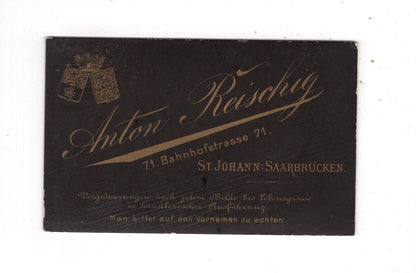 Anton Reischig
71. Bahnhofstrasse 71.
ST. JOHANN-SAARBRÜCKEN.
Vergrösserungen nach jedem Bilde bis Lebensgrösse
in künstlerischer Ausführung.
Man bittet auf den Vornamen zu achten.